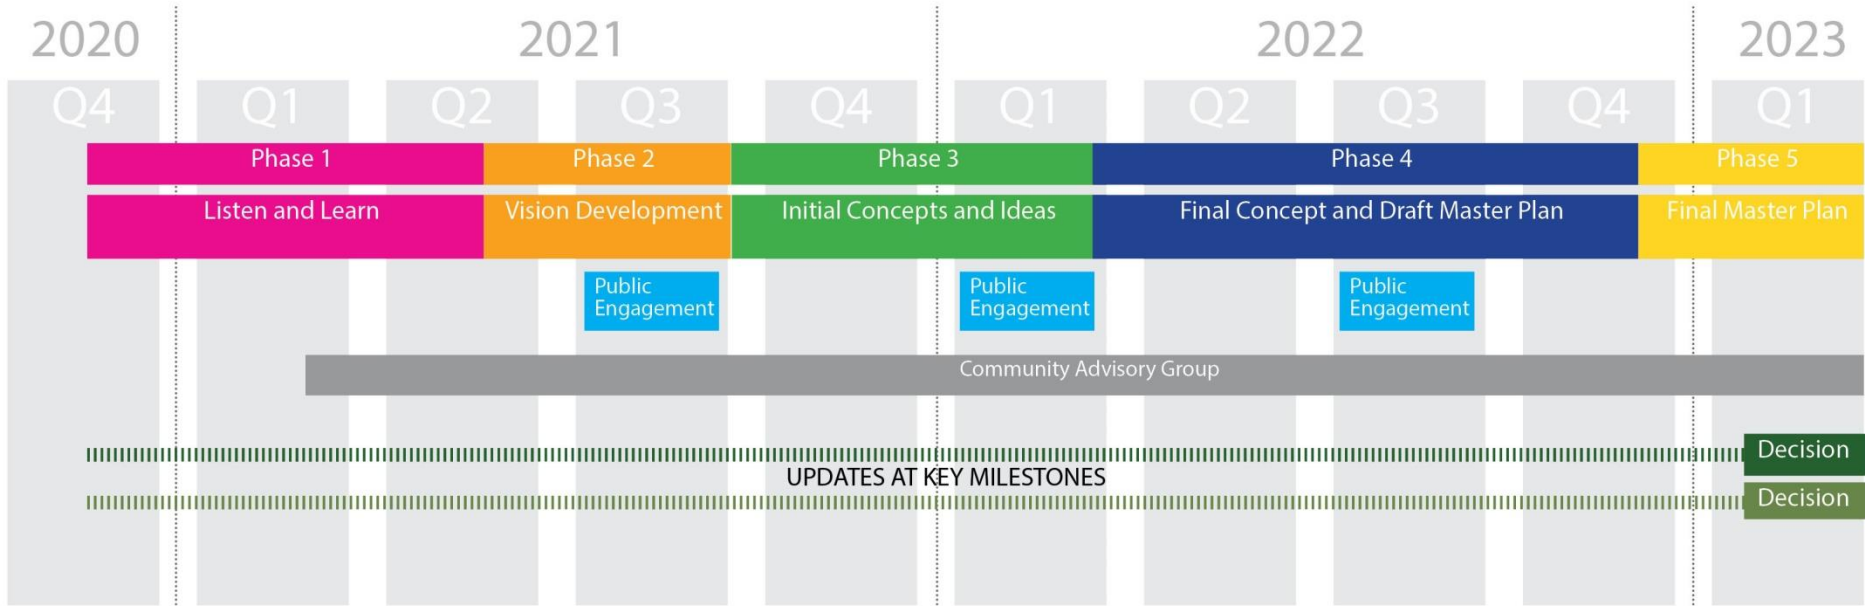 2020 2021 2022 2023
Q4 Q1 Q2 Q3 Q4 Q1 Q2 Q3 Q4 Q1
Phase 1 Phase 2 Phase 3 Phase 4 Phase 5
Listen and Learn Vision Development Initial Concepts and Ideas Final Concept and Draft Master Plan Final Master Plan
Public Public Public
Engagement Engagement Engagement
Community Advisory Group
Decision
UPDATES AT KEY MILESTONES
Decision